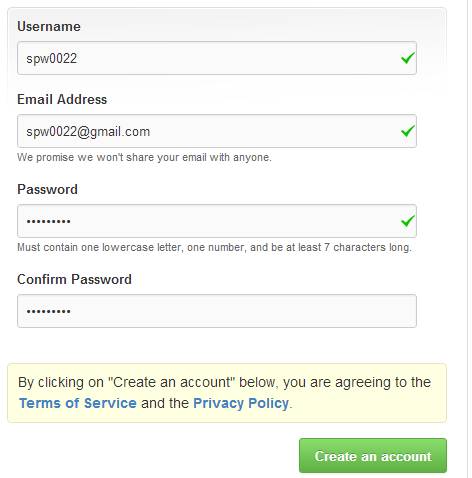 Username
spw0022
Email Address
spw0022@gmail.com
We promise we won't share your email with anyone.
Password
•••••••••
Must contain one lowercase letter, one number, and be at least 7 characters long.
Confirm Password
•••••••••
By clicking on "Create an account" below, you are agreeing to the
Terms of Service and the Privacy Policy.
Create an account